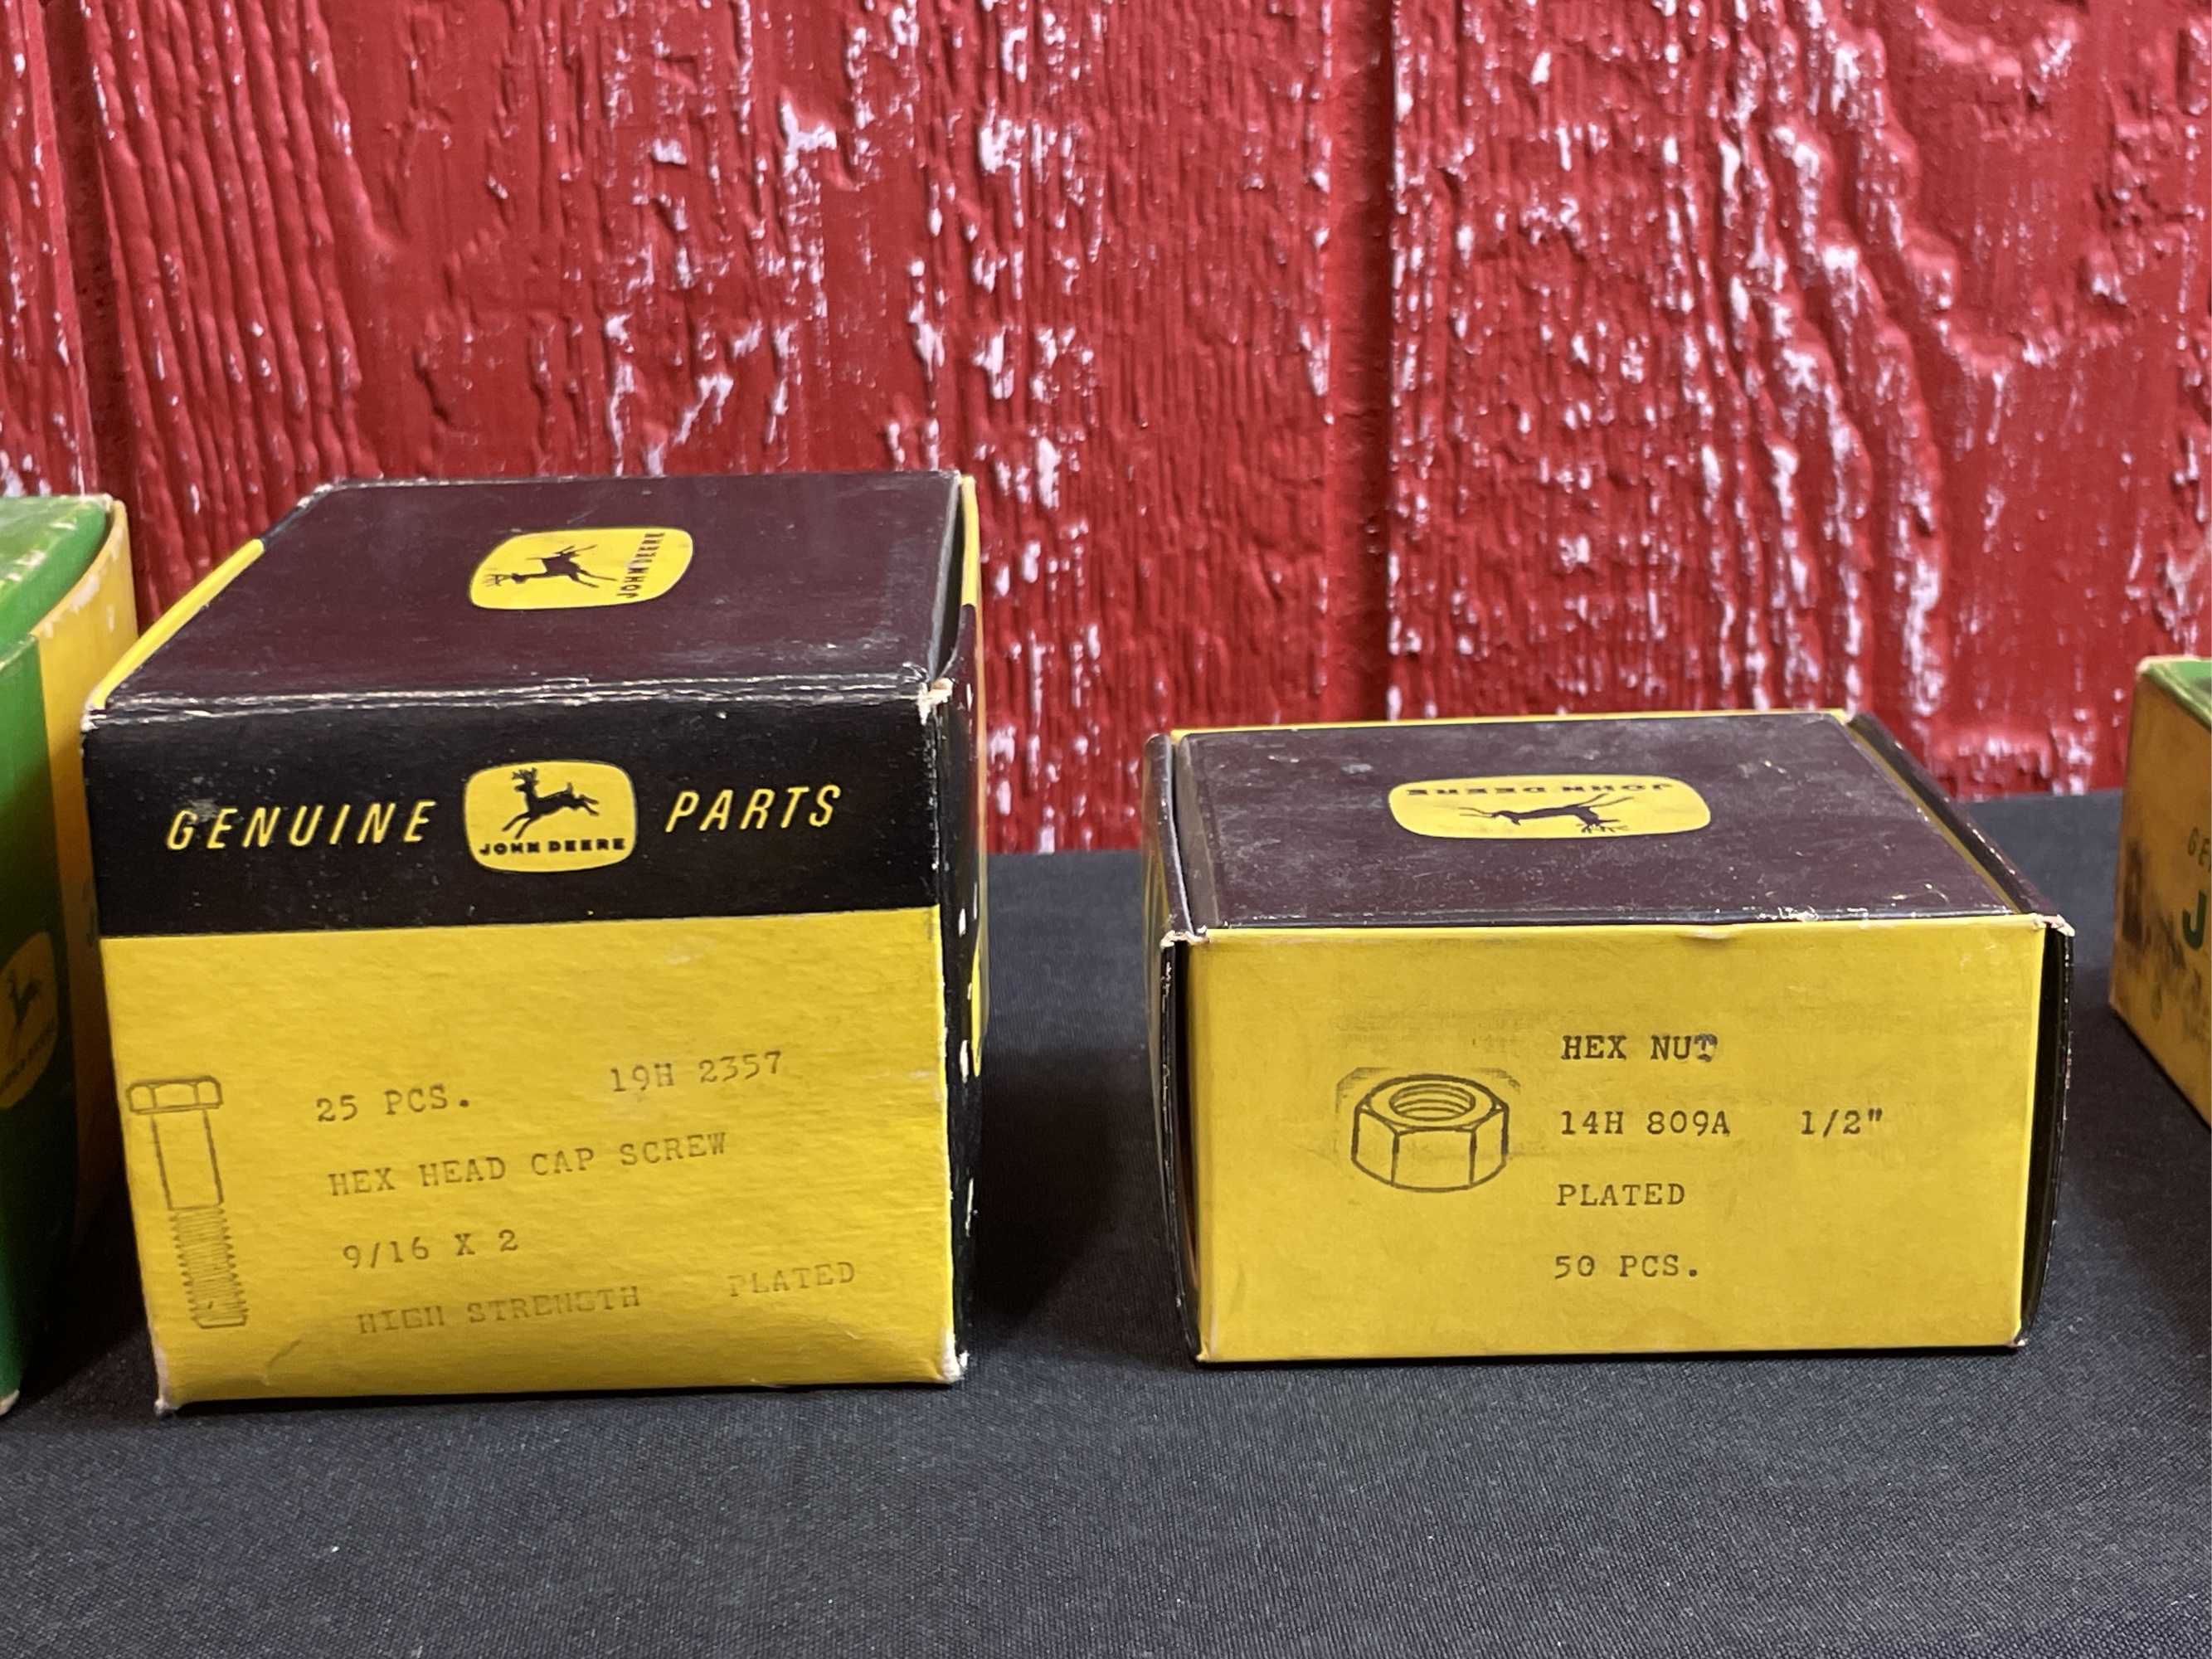 JOHN DEERE
GENUINE JOHN DEERE PARTS
25 PCS. 19H 2357
HEX HEAD CAP SCREW
9/16 X 2
HIGH STRENGTH PLATED
JOHN DEERE
HEX NUT
14H 809A 1/2"
PLATED
50 PCS.